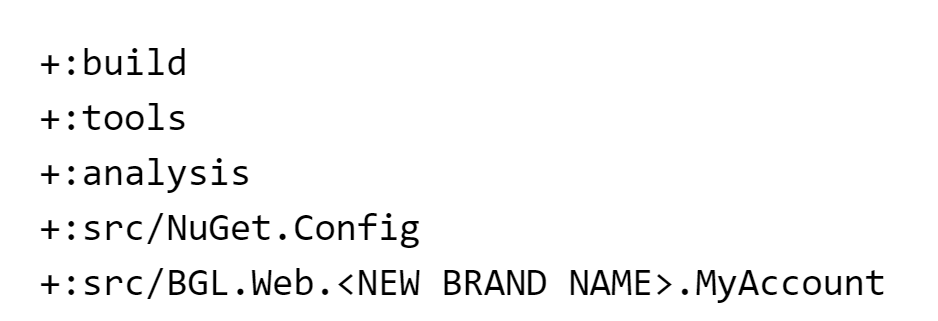 +:build
+:tools
+:analysis
+:src/NuGet.Config
+:src/BGL.Web.<NEW BRAND NAME>.MyAccount